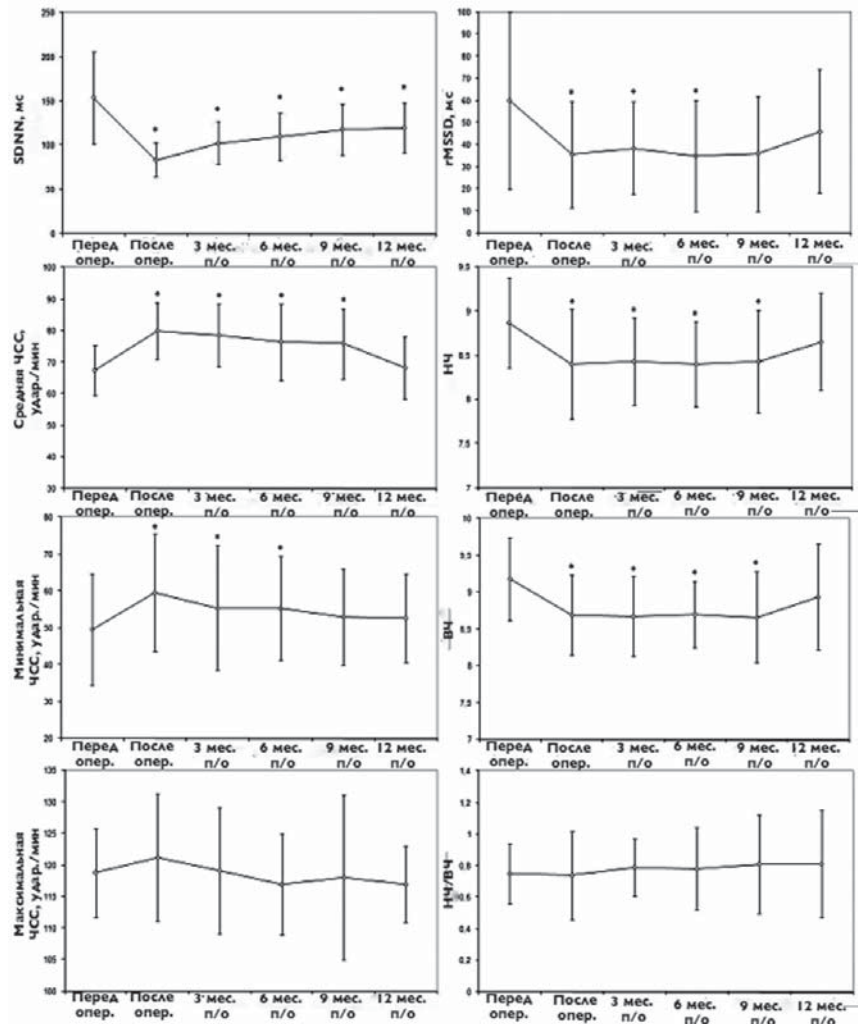 SDNN, мс
250
200
150
100
50
0
* * * * *
Перед опер. После опер. 3 мес. п/о 6 мес. п/о 9 мес. п/о 12 мес. п/о
rMSSD, мс
100
90
80
70
60
50
40
30
20
10
0
* * *
Перед опер. После опер. 3 мес. п/о 6 мес. п/о 9 мес. п/о 12 мес. п/о
Средняя ЧСС,
удар./мин
100
90
80
70
60
50
40
30
* * * *
Перед опер. После опер. 3 мес. п/о 6 мес. п/о 9 мес. п/о 12 мес. п/о
НЧ
9,5
9
8,5
8
7,5
7
* * * *
Перед опер. После опер. 3 мес. п/о 6 мес. п/о 9 мес. п/о 12 мес. п/о
Минимальная
ЧСС, удар./мин
80
70
60
50
40
30
20
* * *
Перед опер. После опер. 3 мес. п/о 6 мес. п/о 9 мес. п/о 12 мес. п/о
ВЧ
10
9,5
9
8,5
8
7,5
7
* * * *
Перед опер. После опер. 3 мес. п/о 6 мес. п/о 9 мес. п/о 12 мес. п/о
Максимальная
ЧСС, удар./мин
135
130
125
120
115
110
105
100
Перед опер. После опер. 3 мес. п/о 6 мес. п/о 9 мес. п/о 12 мес. п/о
НЧ/ВЧ
1,4
1,2
1
0,8
0,6
0,4
0,2
0
Перед опер. После опер. 3 мес. п/о 6 мес. п/о 9 мес. п/о 12 мес. п/о